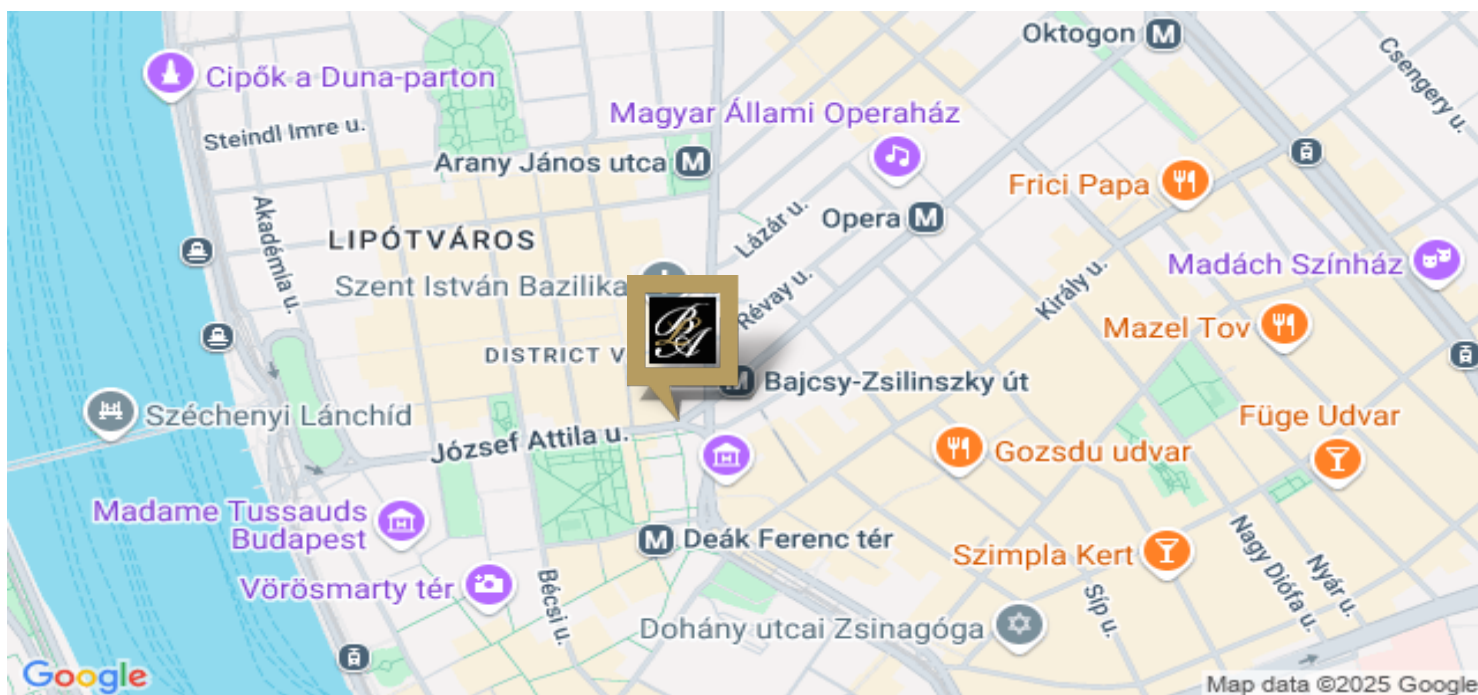 Oktogon M
Csengery u.
Cipők a Duna-parton
Magyar Állami Operaház
Steindl Imre u.
Arany János utca M
Frici Papa
Akadémia u.
Lázár u.
Opera M
LIPÓTVÁROS
Madách Színház
Szent István Bazilika
Révay u.
Király u.
B
A
Mazel Tov
DISTRICT V
M Bajcsy-Zsilinszky út
Széchenyi Lánchíd
Füge Udvar
József Attila u.
Gozsdu udvar
Madame Tussauds
Budapest
M Deák Ferenc tér
Szimpla Kert
Nagy Diófa u.
Nyár u.
Vörösmarty tér
Bécsi u.
Síp u.
Dohány utcai Zsinagóga
Google
Map data ©2025 Google